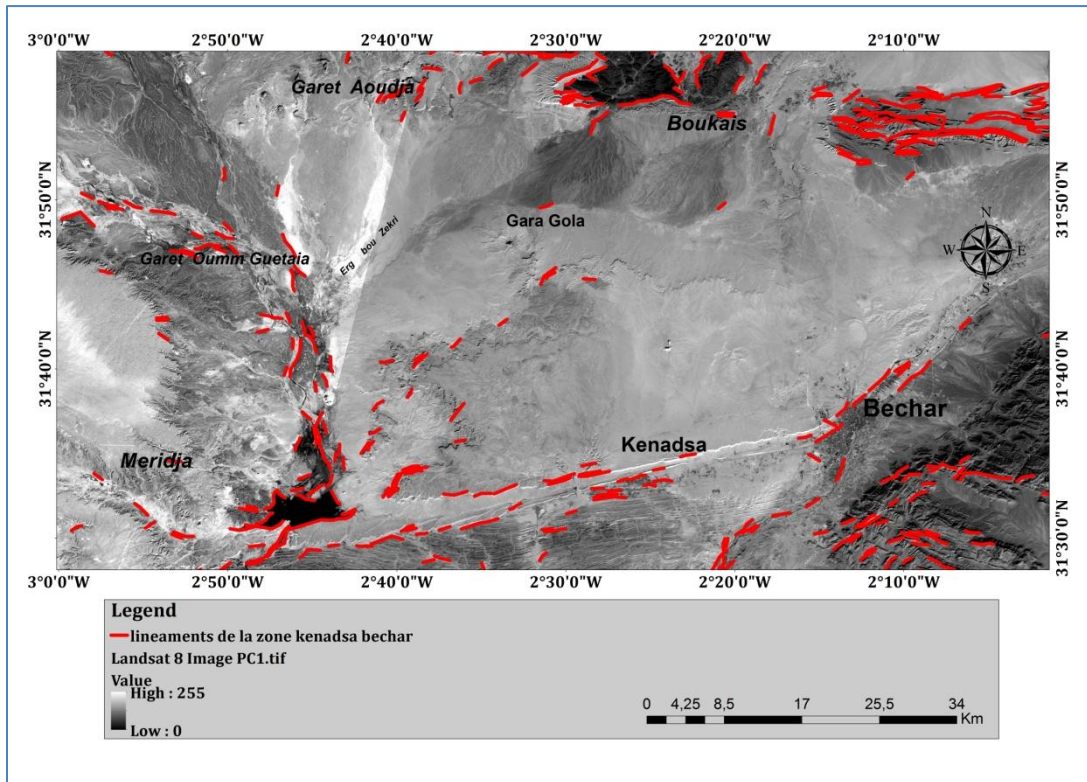 3°0'0"W 2°50'0"W 2°40'0"W 2°30'0"W 2°20'0"W 2°10'0"W
Garet Aoudja
Boukais
31°50'0"N 31°50'0"N
Gara Gola
Erg bou Zekri
N
W E
S
Garet Oumm Guetaia
31°40'0"N 31°40'0"N
Bechar
Kenadsa
Meridja
31°30'0"N 31°30'0"N
3°0'0"W 2°50'0"W 2°40'0"W 2°30'0"W 2°20'0"W 2°10'0"W
Legend
lineaments de la zone kenadsa bechar
Landsat 8 Image PC1.tif
Value
High : 255
Low : 0
0 4,25 8,5 17 25,5 34
Km